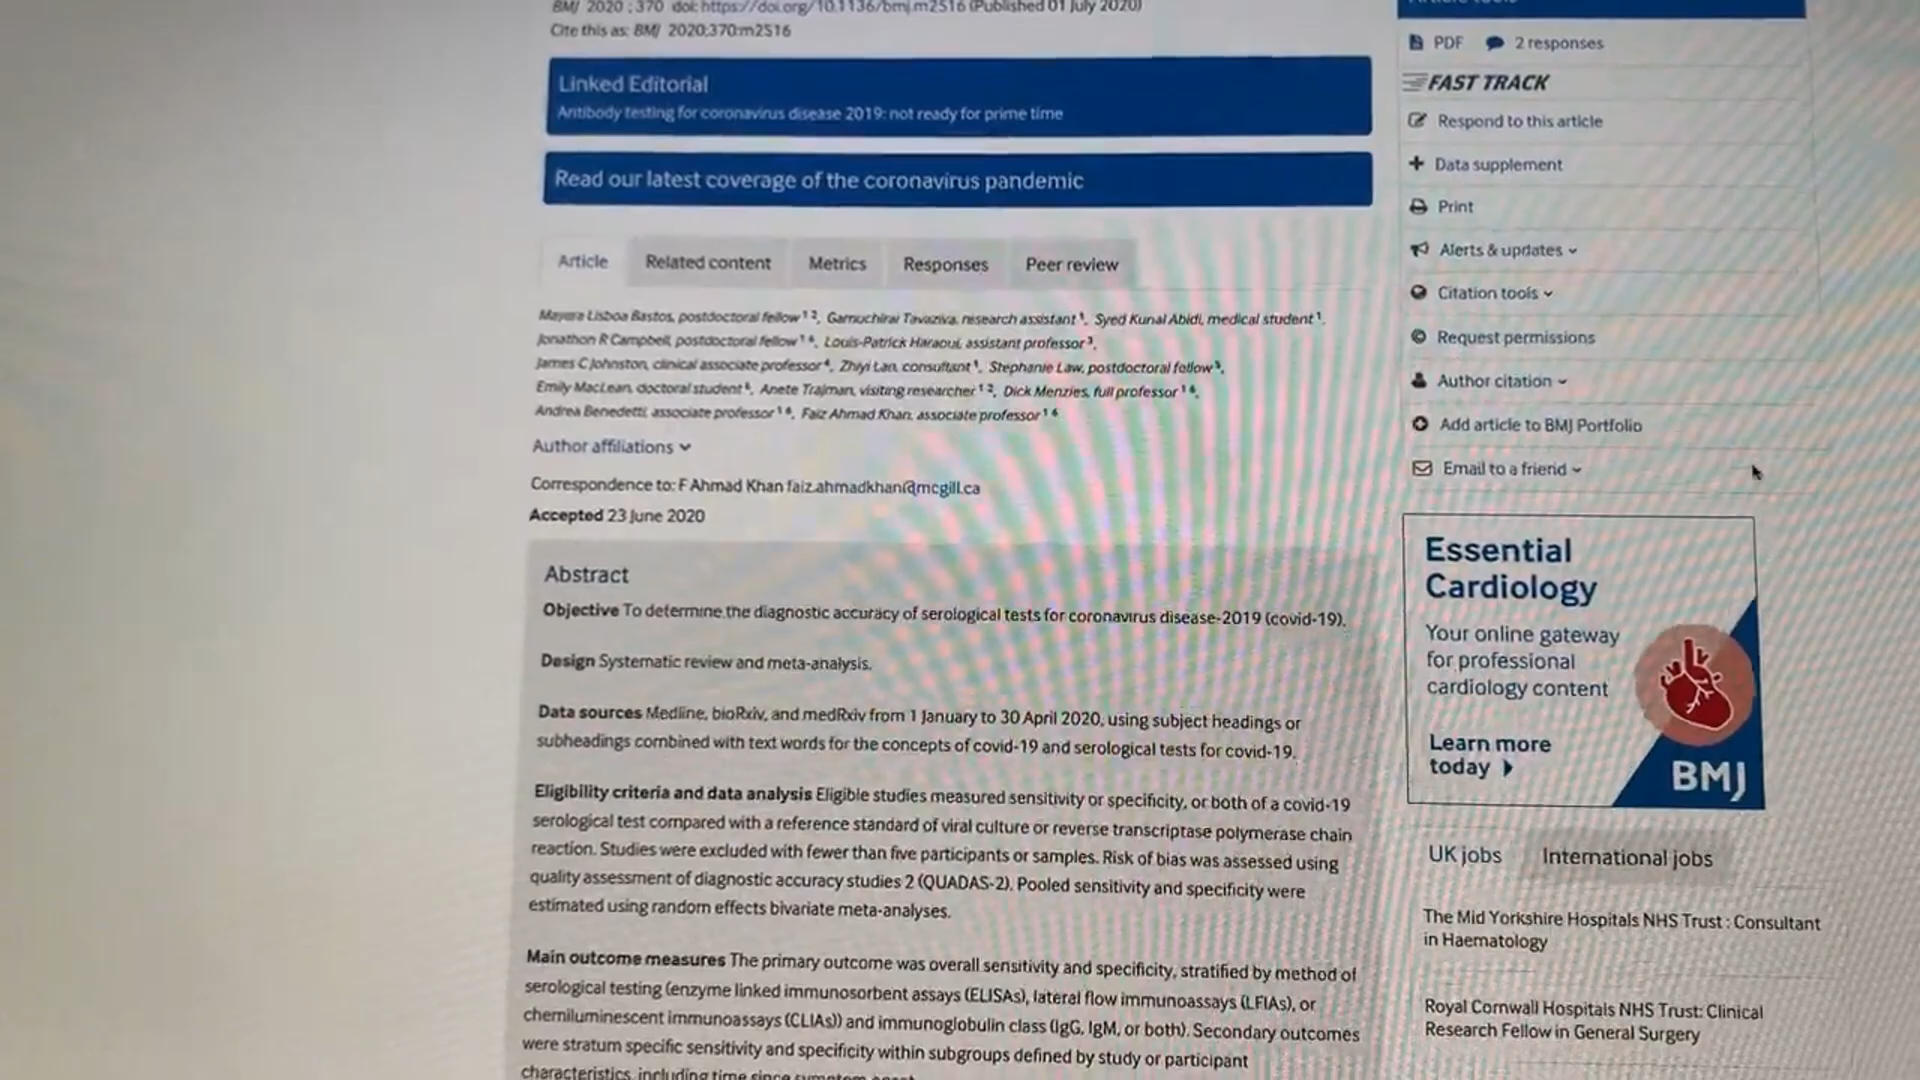 BMJ 2020 ; 370 doi: https://doi.org/10.1136/bmj.m2516 (Published 01 July 2020)
Cite this as: BMJ 2020;370:m2516
Linked Editorial
Antibody testing for coronavirus disease 2019: not ready for prime time
Read our latest coverage of the coronavirus pandemic
Article Related content Metrics Responses Peer review
Mayara Lisboa Bastos, postdoctoral fellow 1 2, Gamuchirai Tavaziva, research assistant 1, Syed Kunal Abidi, medical student 1,
Jonathon R Campbell, postdoctoral fellow 1 6, Louis-Patrick Haraoui, assistant professor 3,
James C Johnston, clinical associate professor 4, Zhiyi Lan, consultant 1, Stephanie Law, postdoctoral fellow 5,
Emily MacLean, doctoral student 6, Anete Trajman, visiting researcher 1 2, Dick Menzies, full professor 1 6,
Andrea Benedetti, associate professor 1 6, Faiz Ahmad Khan, associate professor 1 6
Author affiliations
Correspondence to: F Ahmad Khan faiz.ahmadkhan@mcgill.ca
Accepted 23 June 2020
Abstract
Objective To determine the diagnostic accuracy of serological tests for coronavirus disease-2019 (covid-19).
Design Systematic review and meta-analysis.
Data sources Medline, bioRxiv, and medRxiv from 1 January to 30 April 2020, using subject headings or
subheadings combined with text words for the concepts of covid-19 and serological tests for covid-19.
Eligibility criteria and data analysis Eligible studies measured sensitivity or specificity, or both of a covid-19
serological test compared with a reference standard of viral culture or reverse transcriptase polymerase chain
reaction. Studies were excluded with fewer than five participants or samples. Risk of bias was assessed using
quality assessment of diagnostic accuracy studies 2 (QUADAS-2). Pooled sensitivity and specificity were
estimated using random effects bivariate meta-analyses.
Main outcome measures The primary outcome was overall sensitivity and specificity, stratified by method of
serological testing (enzyme linked immunosorbent assays (ELISAs), lateral flow immunoassays (LFIAs), or
chemiluminescent immunoassays (CLIAs)) and immunoglobulin class (IgG, IgM, or both). Secondary outcomes
were stratum specific sensitivity and specificity within subgroups defined by study or participant
characteristics, including time since symptom onset.
Article tools
PDF 2 responses
FAST TRACK
Respond to this article
Data supplement
Print
Alerts & updates
Citation tools
Request permissions
Author citation
Add article to BMJ Portfolio
Email to a friend
Essential
Cardiology
Your online gateway
for professional
cardiology content
Learn more
today
BMJ
UK jobs International jobs
The Mid Yorkshire Hospitals NHS Trust : Consultant
in Haematology
Royal Cornwall Hospitals NHS Trust: Clinical
Research Fellow in General Surgery